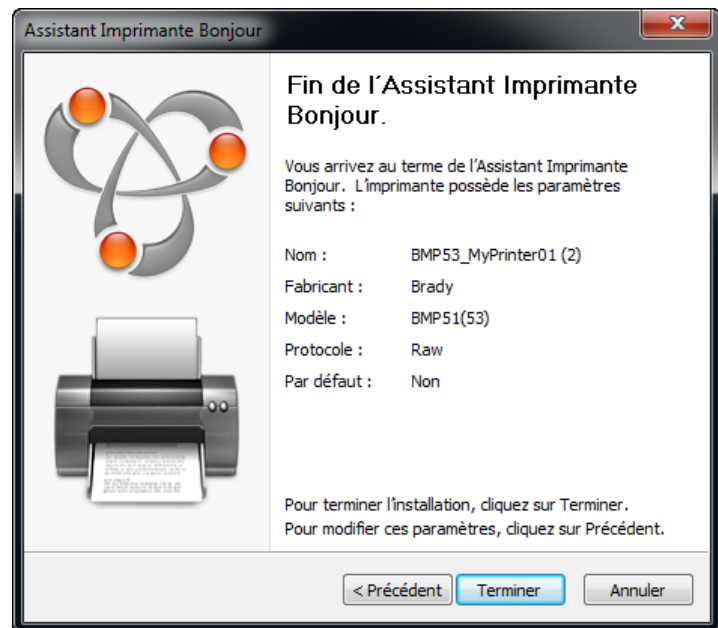 Assistant Imprimante Bonjour
Fin de l´Assistant Imprimante
Bonjour.
Vous arrivez au terme de l’Assistant Imprimante
Bonjour. L’imprimante possède les paramètres
suivants :
Nom : BMP53_MyPrinter01 (2)
Fabricant : Brady
Modèle : BMP51(53)
Protocole : Raw
Par défaut : Non
Pour terminer l’installation, cliquez sur Terminer.
Pour modifier ces paramètres, cliquez sur Précédent.
< Précédent Terminer Annuler